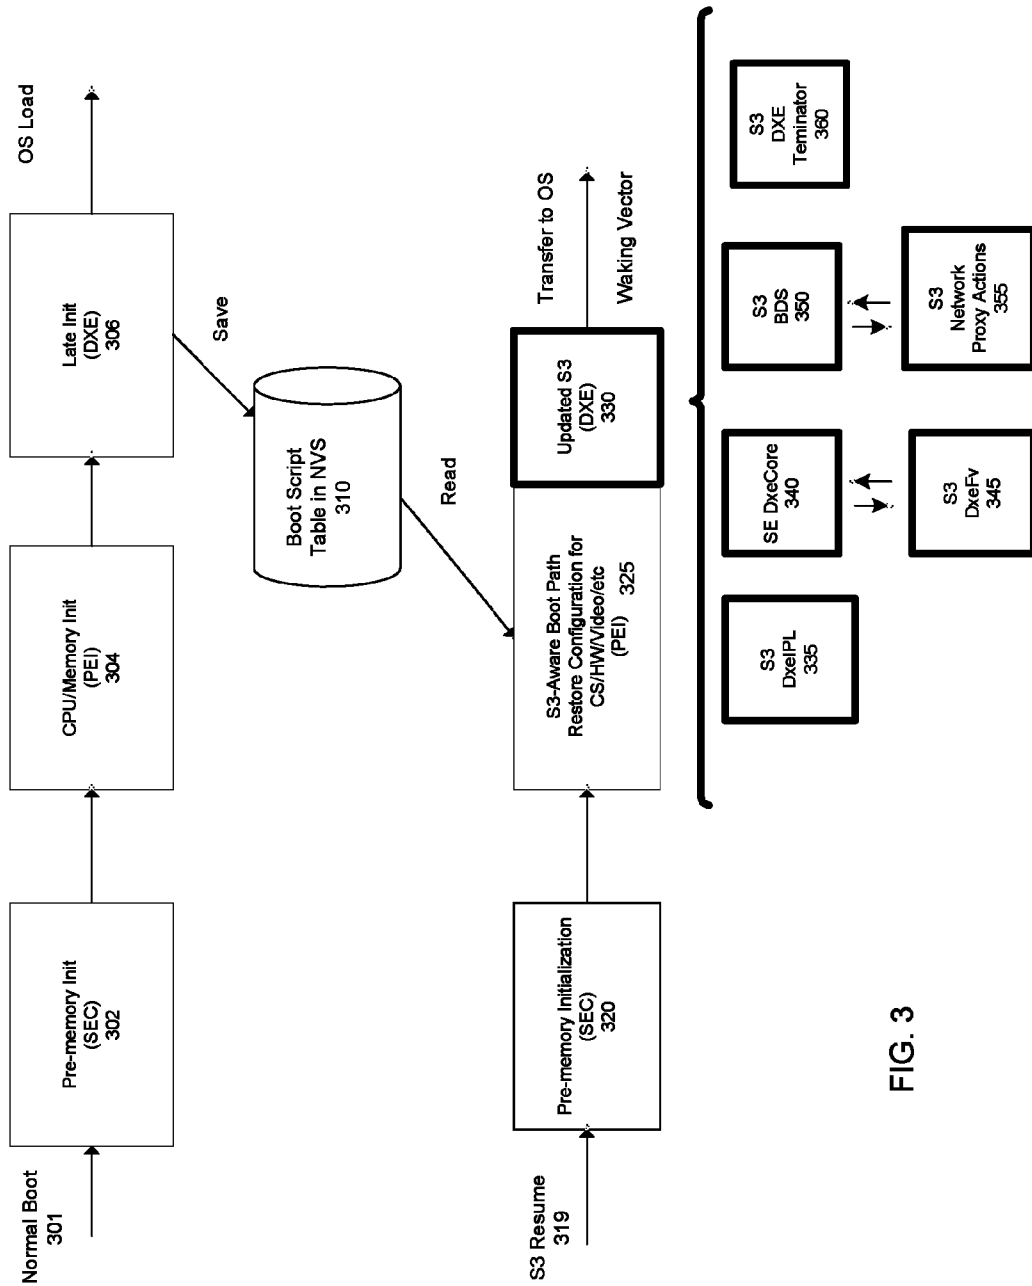 Normal Boot
301
Pre-memory Init
(SEC)
302
CPU/Memory Init
(PEI)
304
Late Init
(DXE)
306
OS Load
Save
Boot Script
Table in NVS
310
Read
S3 Resume
319
Pre-memory Initialization
(SEC)
320
S3-Aware Boot Path
Restore Configuration for
CS/HW/Video/etc
(PEI) 325
Updated S3
(DXE)
330
Transfer to OS
Waking Vector
S3
DxeIPL
335
SE DxeCore
340
S3
BDS
350
S3
DXE
Teminator
360
S3
DxeFv
345
S3
Network
Proxy Actions
355
FIG. 3